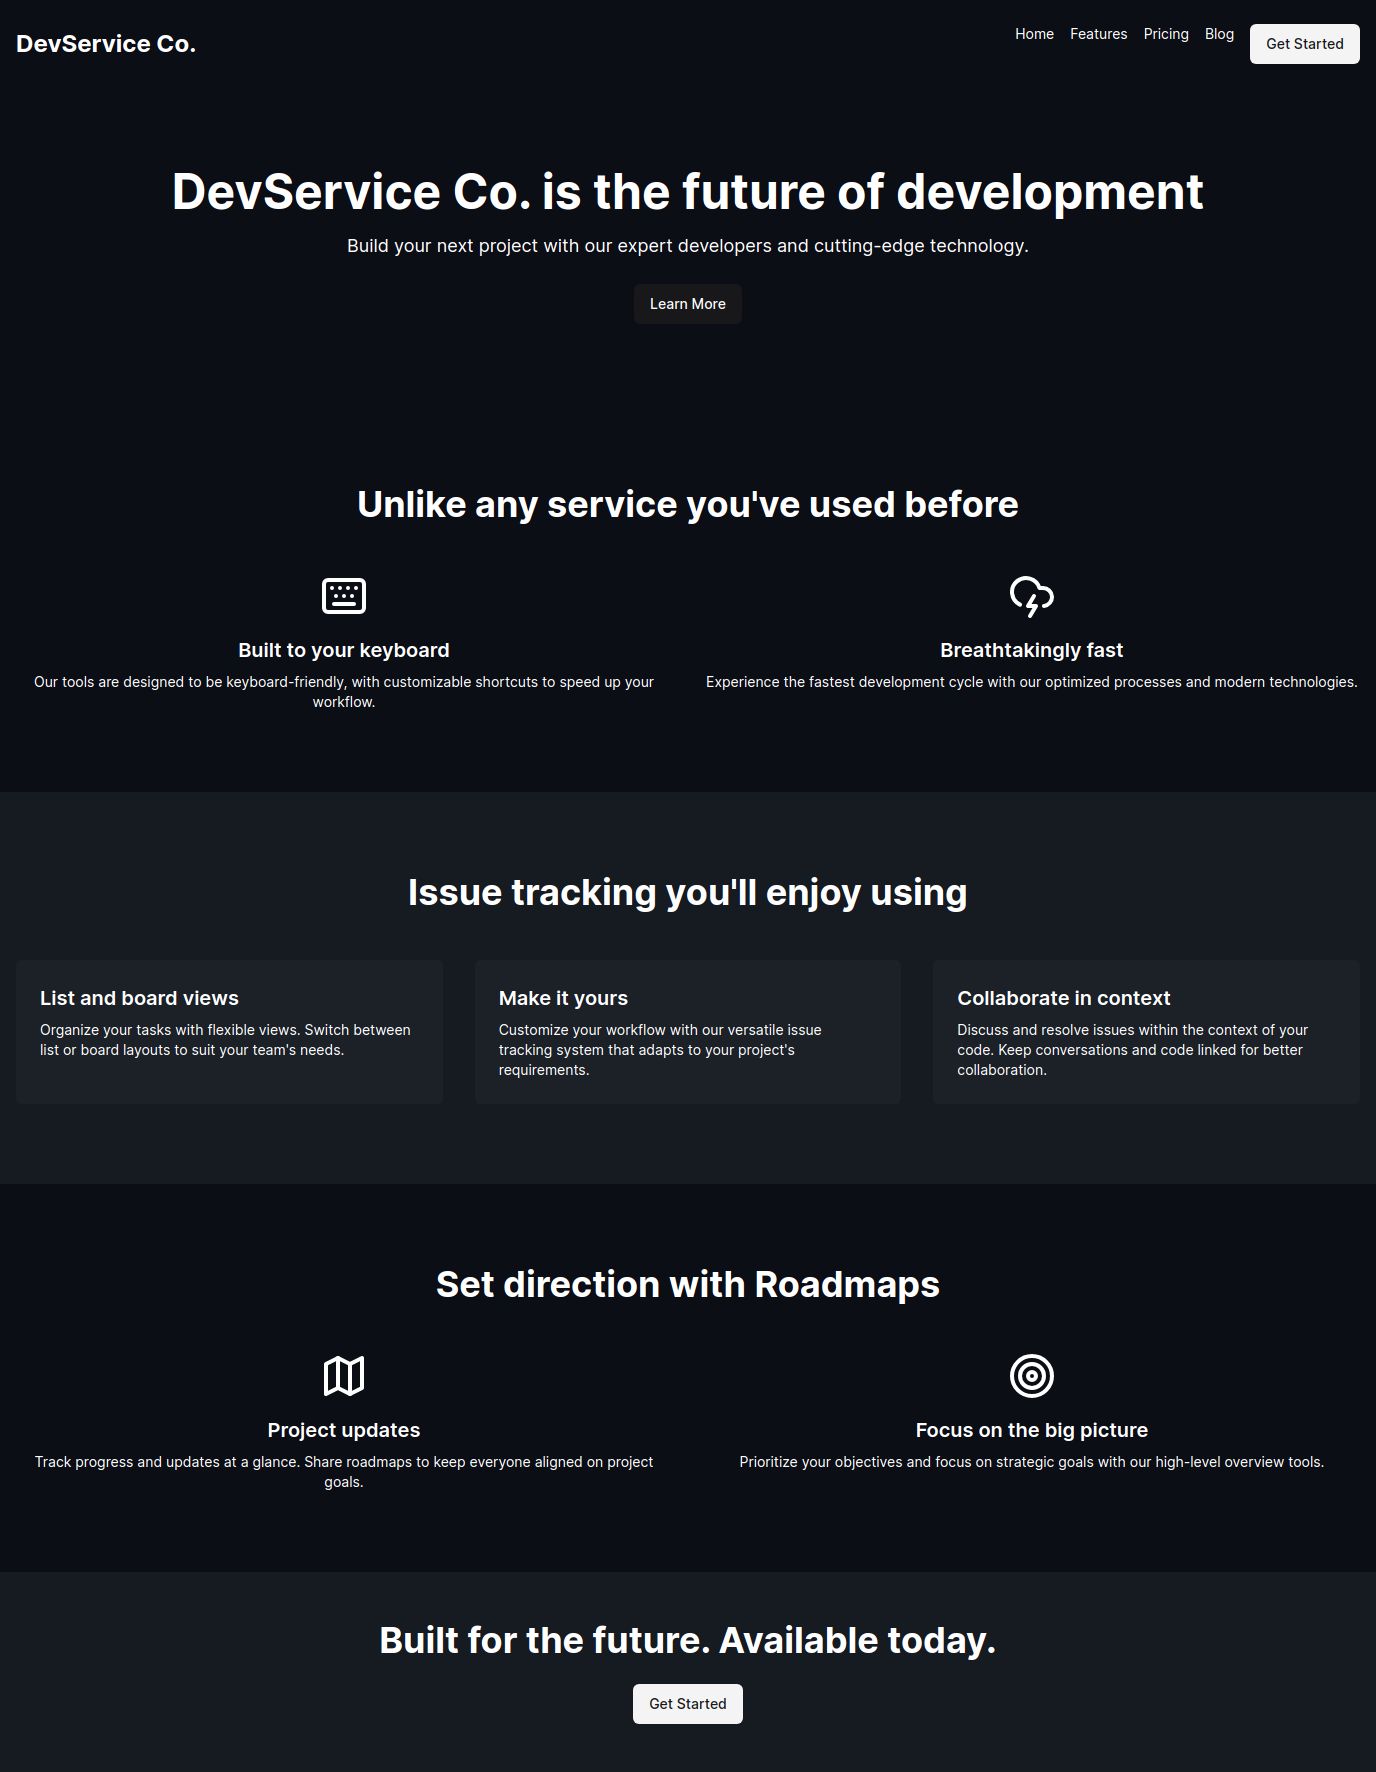 DevService Co.
Home
Features
Pricing
Blog
Get Started
DevService Co. is the future of development
Build your next project with our expert developers and cutting-edge technology.
Learn More
Unlike any service you've used before
Built to your keyboard
Our tools are designed to be keyboard-friendly, with customizable shortcuts to speed up your
workflow.
Breathtakingly fast
Experience the fastest development cycle with our optimized processes and modern technologies.
Issue tracking you'll enjoy using
List and board views
Organize your tasks with flexible views. Switch between
list or board layouts to suit your team's needs.
Make it yours
Customize your workflow with our versatile issue
tracking system that adapts to your project's
requirements.
Collaborate in context
Discuss and resolve issues within the context of your
code. Keep conversations and code linked for better
collaboration.
Set direction with Roadmaps
Project updates
Track progress and updates at a glance. Share roadmaps to keep everyone aligned on project
goals.
Focus on the big picture
Prioritize your objectives and focus on strategic goals with our high-level overview tools.
Built for the future. Available today.
Get Started